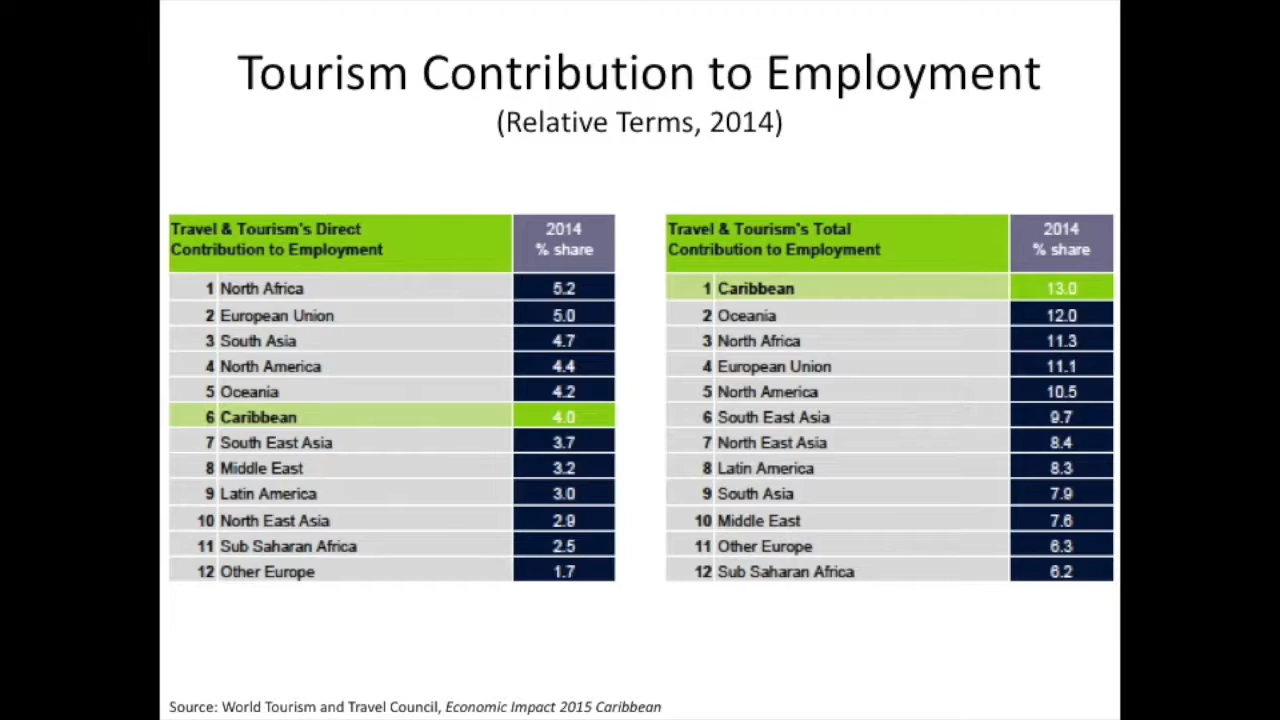 Tourism Contribution to Employment
(Relative Terms, 2014)
Travel & Tourism's Direct
Contribution to Employment
2014
% share
1 North Africa 5.2
2 European Union 5.0
3 South Asia 4.7
4 North America 4.4
5 Oceania 4.2
6 Caribbean 4.0
7 South East Asia 3.7
8 Middle East 3.2
9 Latin America 3.0
10 North East Asia 2.9
11 Sub Saharan Africa 2.5
12 Other Europe 1.7
Travel & Tourism's Total
Contribution to Employment
2014
% share
1 Caribbean 13.0
2 Oceania 12.0
3 North Africa 11.3
4 European Union 11.1
5 North America 10.5
6 South East Asia 9.7
7 North East Asia 8.4
8 Latin America 8.3
9 South Asia 7.9
10 Middle East 7.6
11 Other Europe 6.3
12 Sub Saharan Africa 6.2
Source: World Tourism and Travel Council, Economic Impact 2015 Caribbean